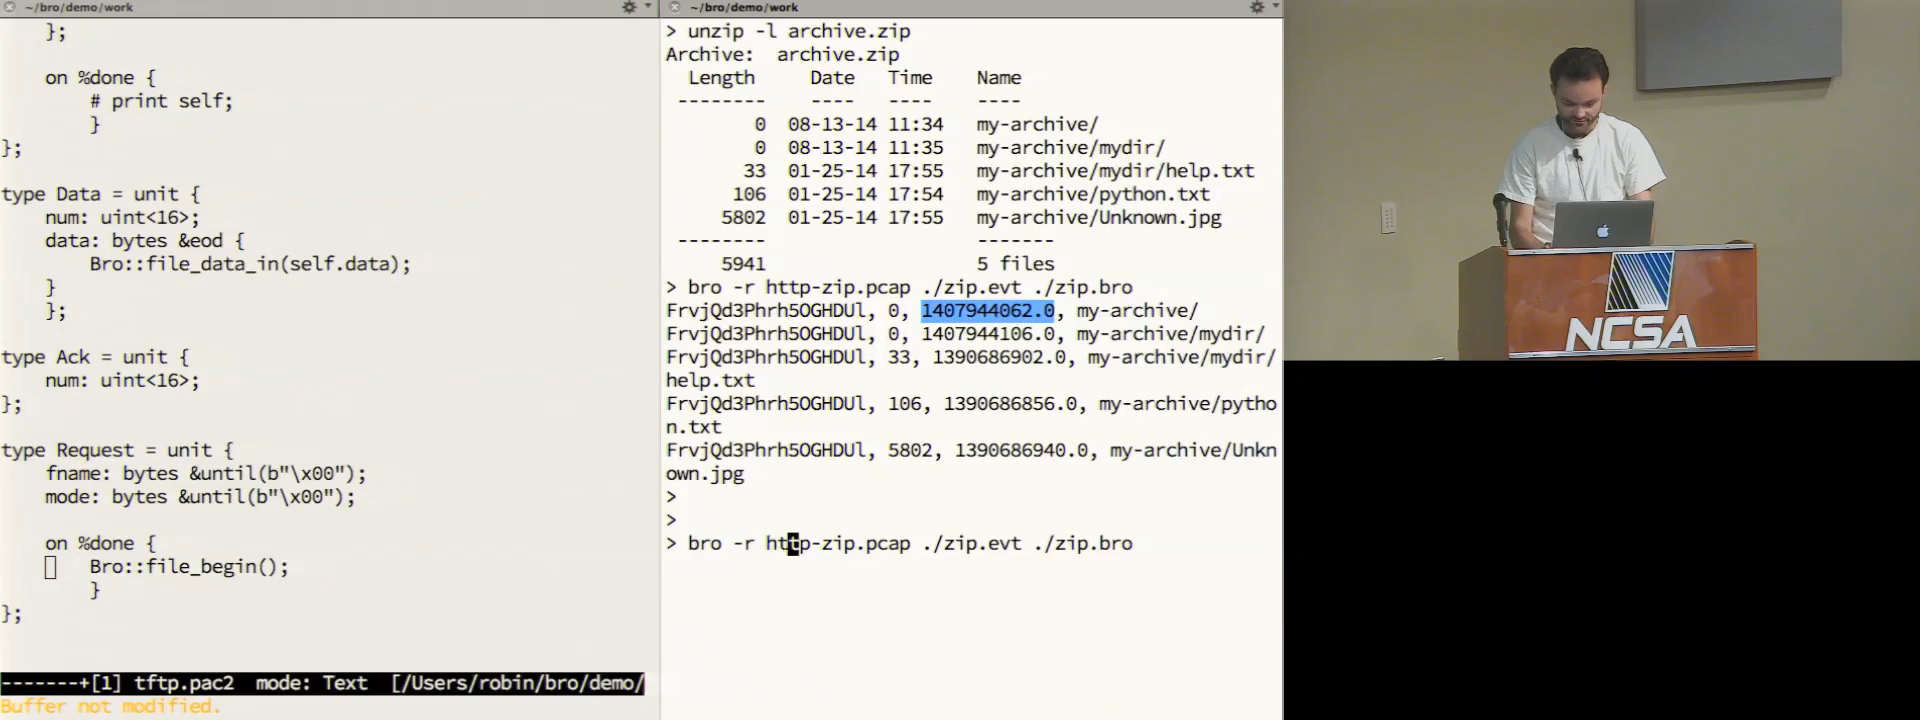 ~/bro/demo/work
};
on %done {
# print self;
}
};
type Data = unit {
num: uint<16>;
data: bytes &eod {
Bro::file_data_in(self.data);
}
};
type Ack = unit {
num: uint<16>;
};
type Request = unit {
fname: bytes &until(b"\x00");
mode: bytes &until(b"\x00");
on %done {
Bro::file_begin();
}
};
-------+[1] tftp.pac2  mode: Text  [/Users/robin/bro/demo/
Buffer not modified.
~/bro/demo/work
> unzip -l archive.zip
Archive:  archive.zip
Length     Date   Time    Name
--------    ----   ----    ----
0  08-13-14 11:34   my-archive/
0  08-13-14 11:35   my-archive/mydir/
33  01-25-14 17:55   my-archive/mydir/help.txt
106  01-25-14 17:54   my-archive/python.txt
5802  01-25-14 17:55   my-archive/Unknown.jpg
--------                   -------
5941                   5 files
> bro -r http-zip.pcap ./zip.evt ./zip.bro
FrvjQd3Phrh5OGHDUl, 0, 1407944062.0, my-archive/
FrvjQd3Phrh5OGHDUl, 0, 1407944106.0, my-archive/mydir/
FrvjQd3Phrh5OGHDUl, 33, 1390686902.0, my-archive/mydir/
help.txt
FrvjQd3Phrh5OGHDUl, 106, 1390686856.0, my-archive/pytho
n.txt
FrvjQd3Phrh5OGHDUl, 5802, 1390686940.0, my-archive/Unkn
own.jpg
>
>
> bro -r http-zip.pcap ./zip.evt ./zip.bro
NCSA